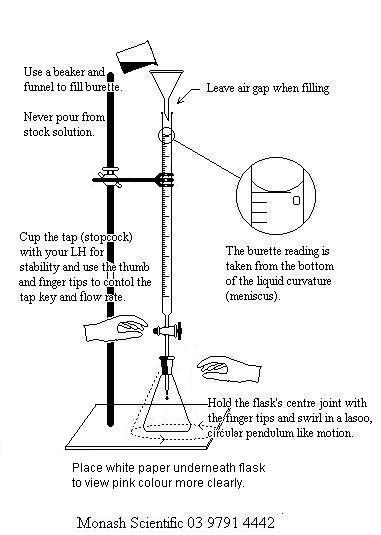 Use a beaker and
funnel to fill burette.
Never pour from
stock solution.
Leave air gap when filling
0
The burette reading is
taken from the bottom
of the liquid curvature
(meniscus).
Cup the tap (stopcock)
with your LH for
stability and use the thumb
and finger tips to contol the
tap key and flow rate.
Hold the flask's centre joint with
the finger tips and swirl in a lasoo,
circular pendulum like motion.
Place white paper underneath flask
to view pink colour more clearly.
Monash Scientific 03 9791 4442